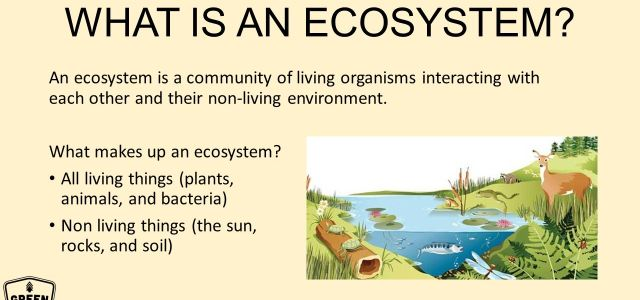 WHAT IS AN ECOSYSTEM?
An ecosystem is a community of living organisms interacting with
each other and their non-living environment.
What makes up an ecosystem?
• All living things (plants,
animals, and bacteria)
• Non living things (the sun,
rocks, and soil)
GREEN